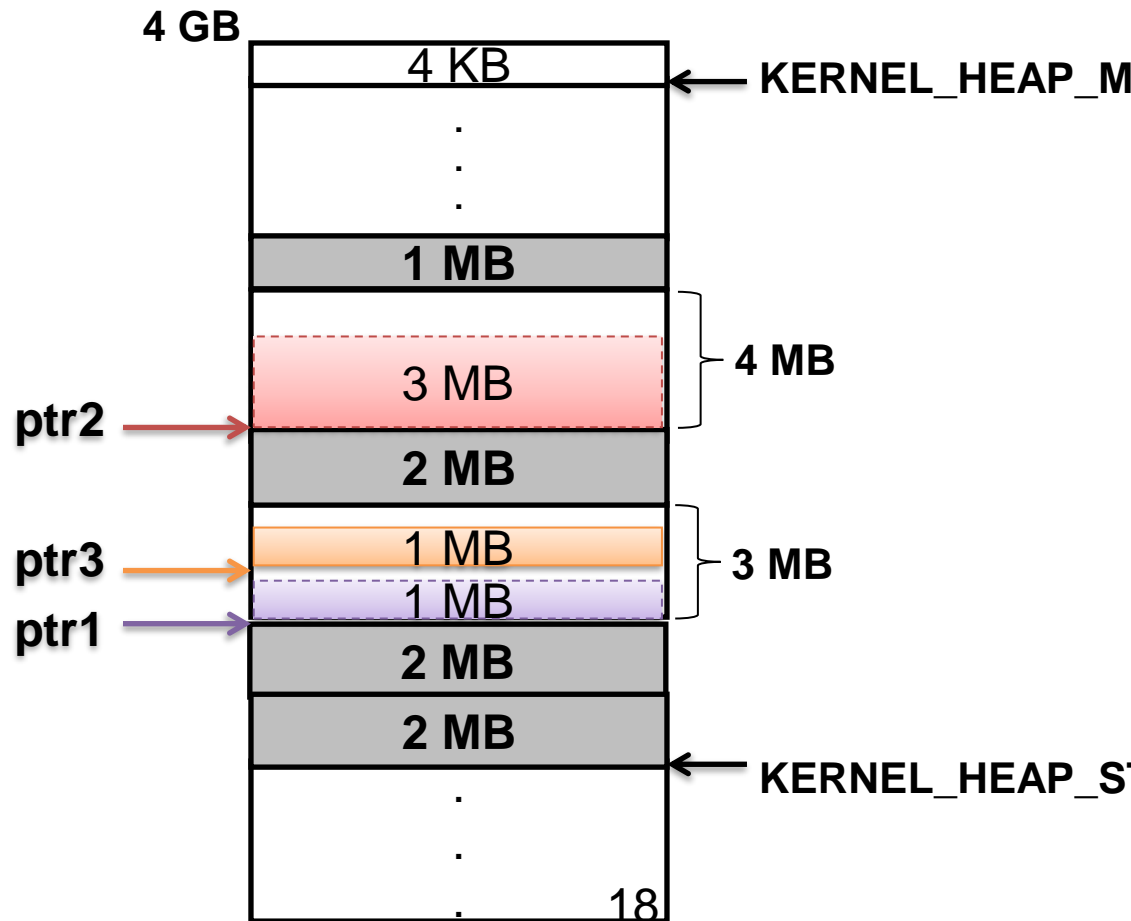 4 GB
4 KB
KERNEL_HEAP_M
.
.
.
1 MB
4 MB
3 MB
ptr2
2 MB
1 MB
3 MB
ptr3
1 MB
ptr1
2 MB
2 MB
KERNEL_HEAP_ST
.
.
.
18